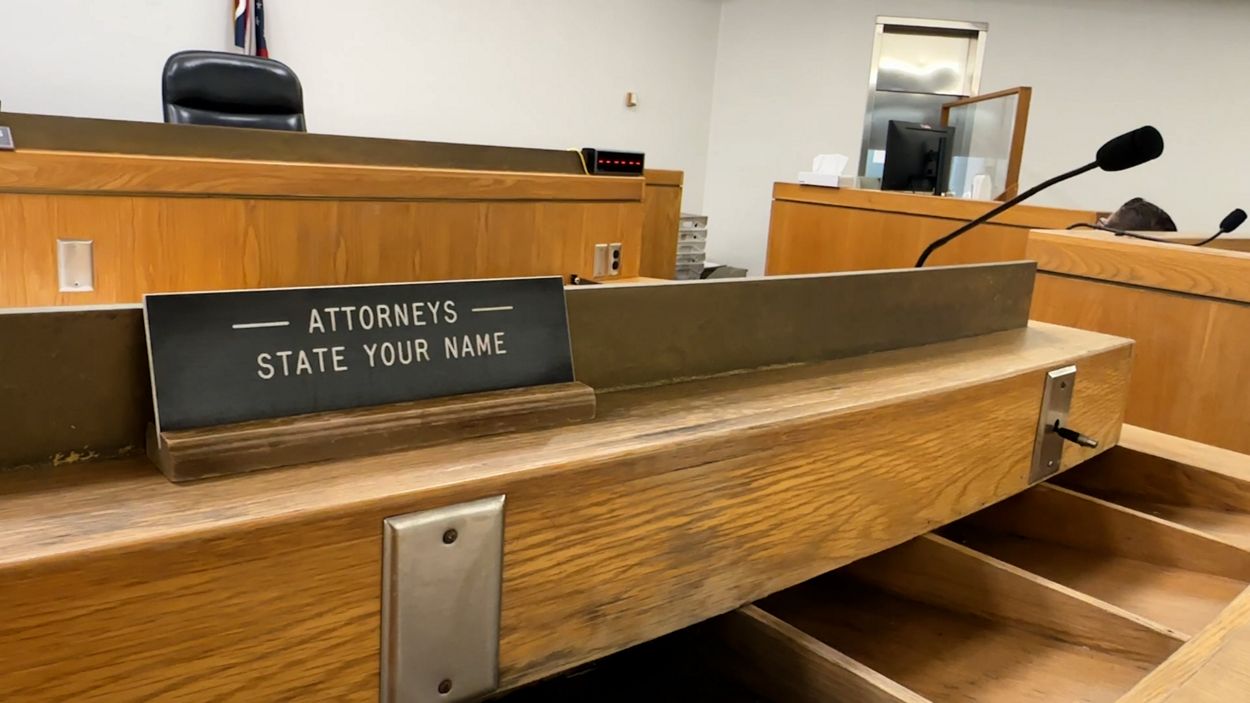 — ATTORNEYS —
STATE YOUR NAME